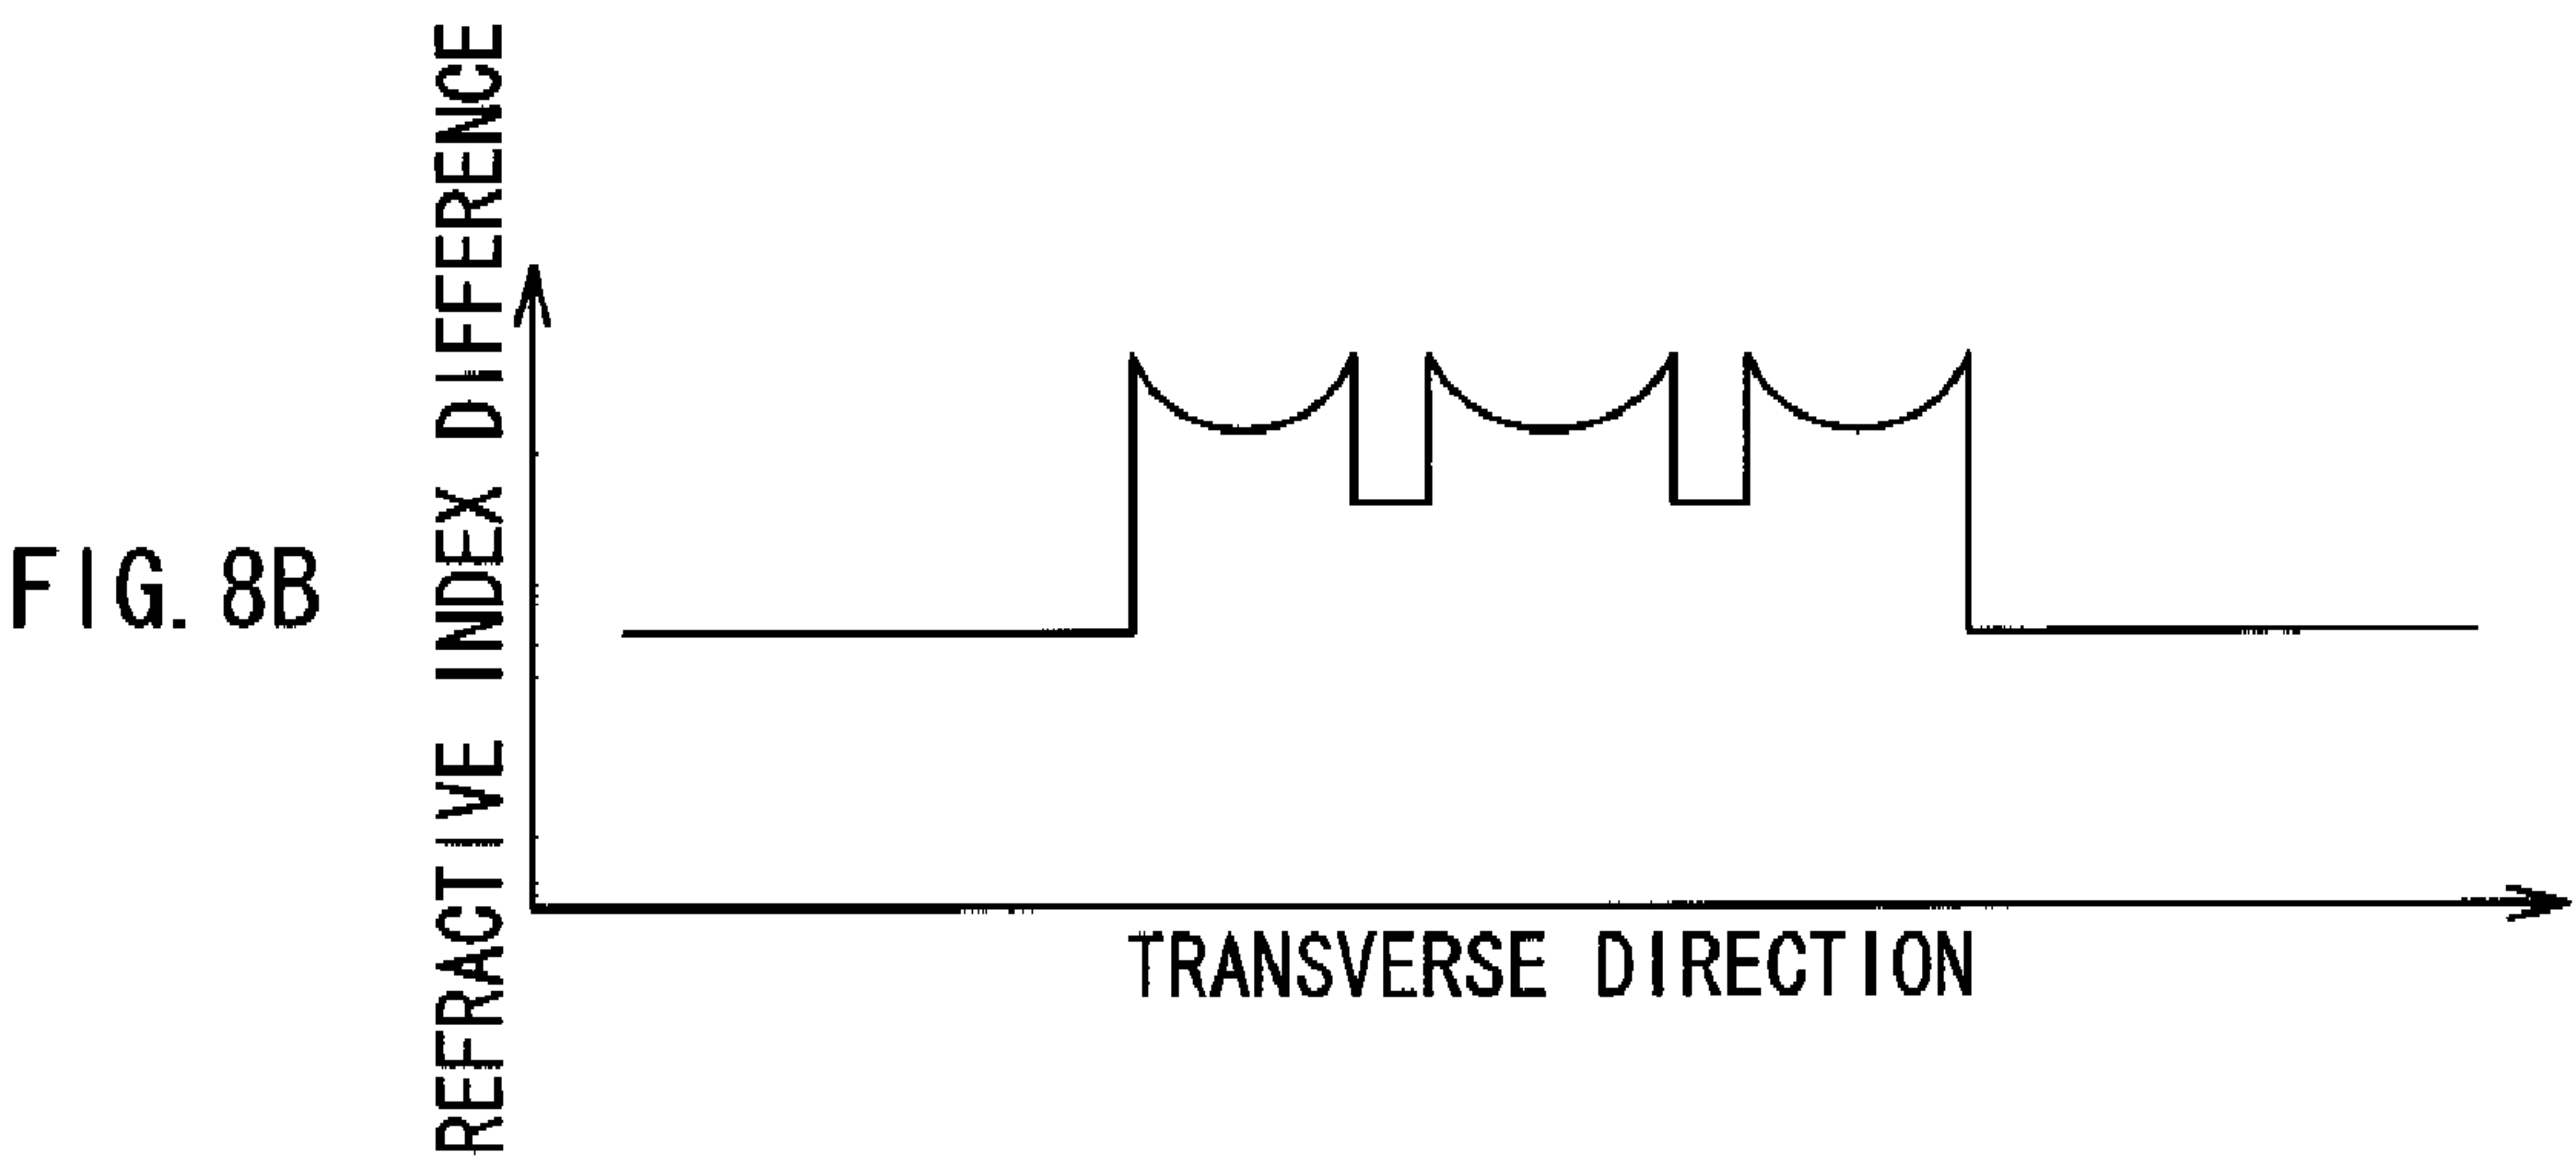 FIG. 8B
REFRACTIVE INDEX DIFFERENCE
TRANSVERSE DIRECTION